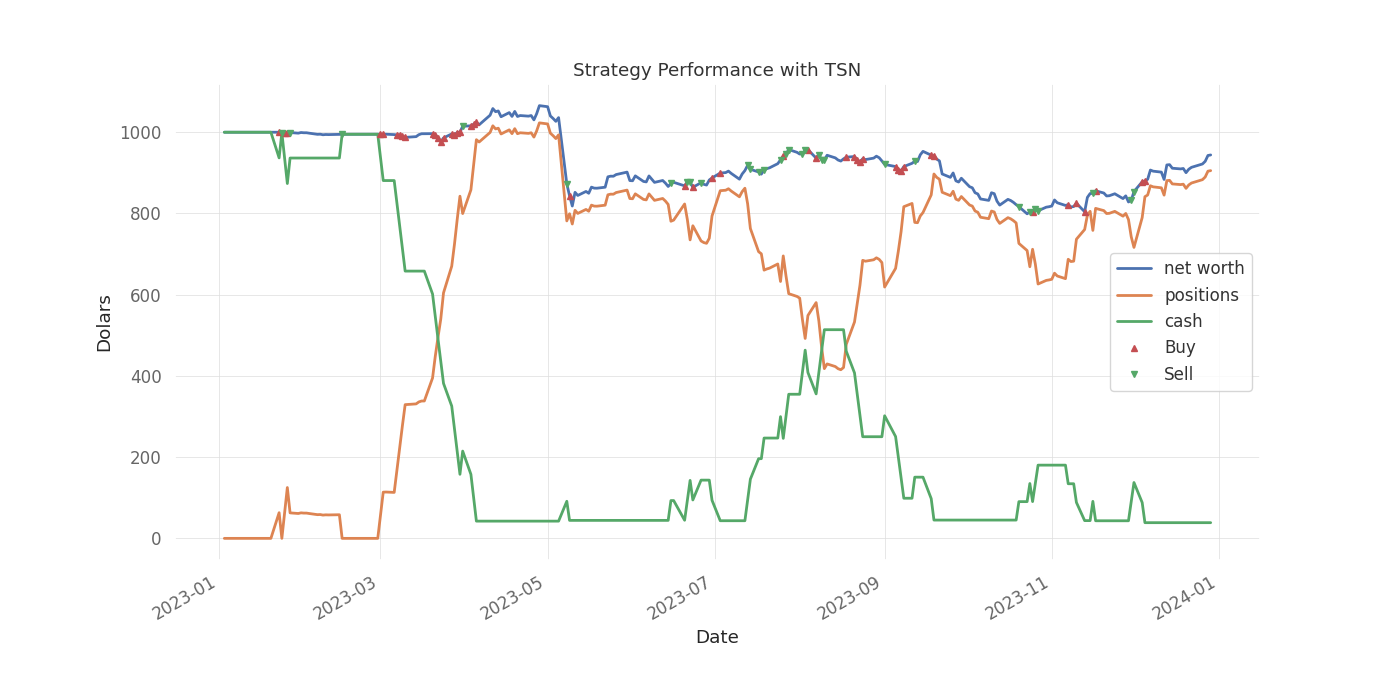 Strategy Performance with TSN
1000
800
600
400
200
0
Dolars
net worth
positions
cash
Buy
Sell
2023-01
2023-03
2023-05
2023-07
2023-09
2023-11
2024-01
Date